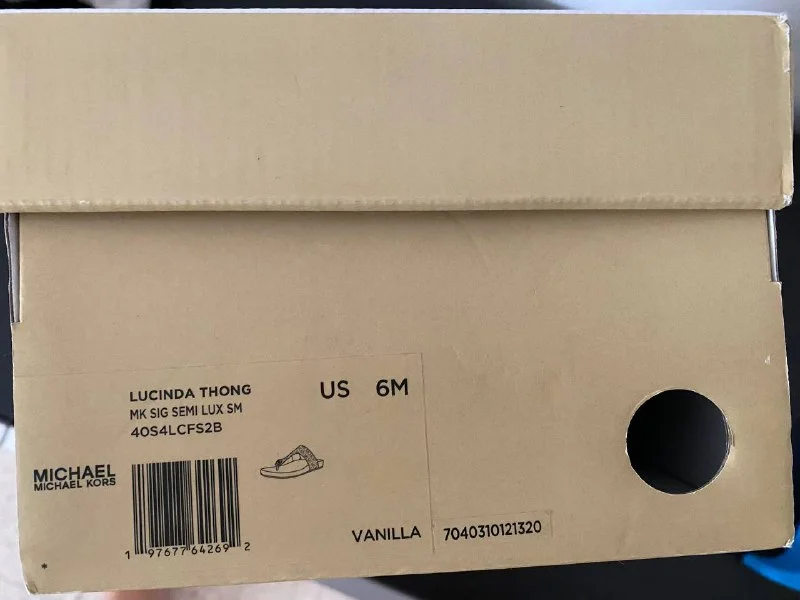 LUCINDA THONG
US 6M
MK SIG SEMI LUX SM
40S4LCFS2B
MICHAEL
MICHAEL KORS
1 97677 64269 2
VANILLA
7040310121320